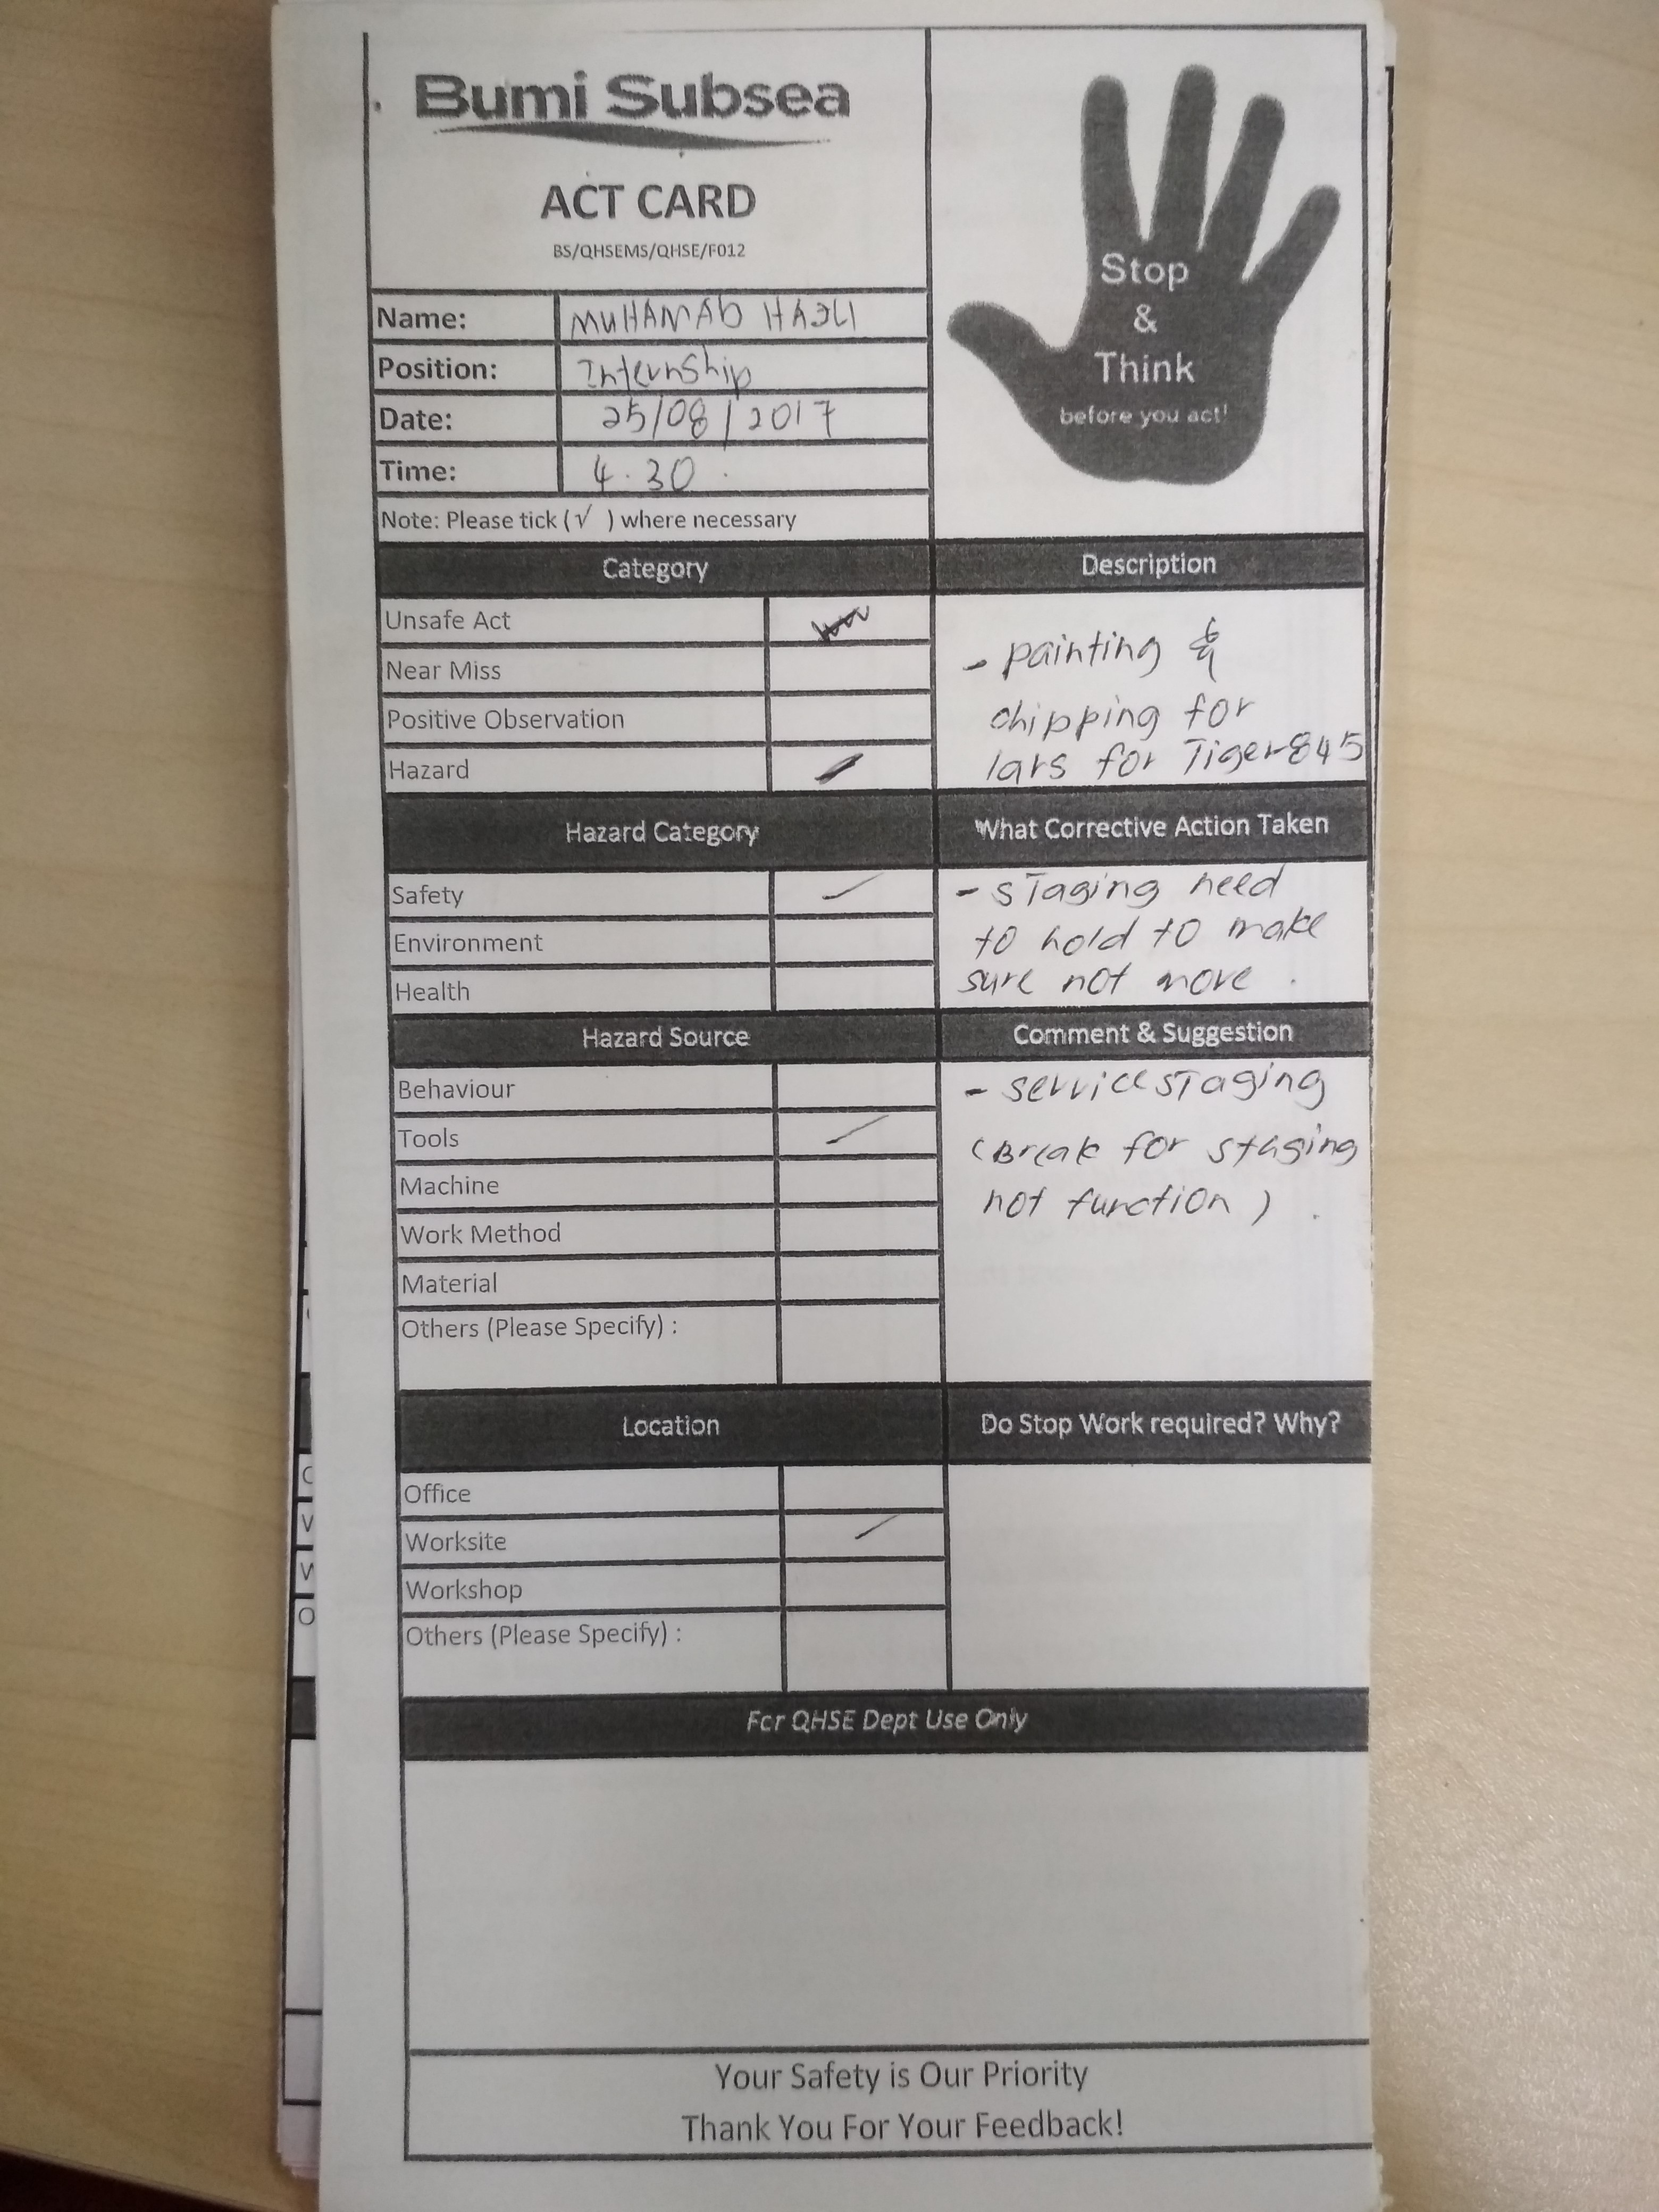 Bumi Subsea
ACT CARD
BS/QHSEMS/QHSE/F012
Stop
&
Think
before you act!
Name: MUHAMAD
Position: Internship
Date: 25/08/2017
Time: 4.30
Note: Please tick (√ ) where necessary
Category
Description
Unsafe Act
Near Miss
Positive Observation
Hazard
- painting &
chipping for
lars for Tiger 845
Hazard Category
What Corrective Action Taken
Safety
Environment
Health
- staging need
to hold to make
sure not move .
Hazard Source
Comment & Suggestion
Behaviour
Tools
Machine
Work Method
Material
Others (Please Specify) :
- service staging
(Break for staging
not function) .
Location
Do Stop Work required? Why?
Office
Worksite
Workshop
Others (Please Specify) :
For QHSE Dept Use Only
Your Safety is Our Priority
Thank You For Your Feedback!